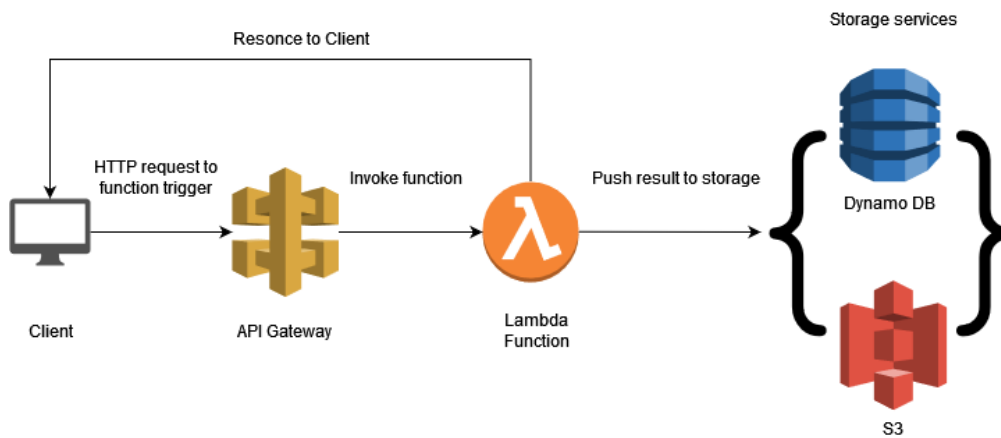 Storage services
Resonce to Client
HTTP request to
function trigger
Invoke function
Push result to storage
Dynamo DB
Client
API Gateway
Lambda
Function
S3